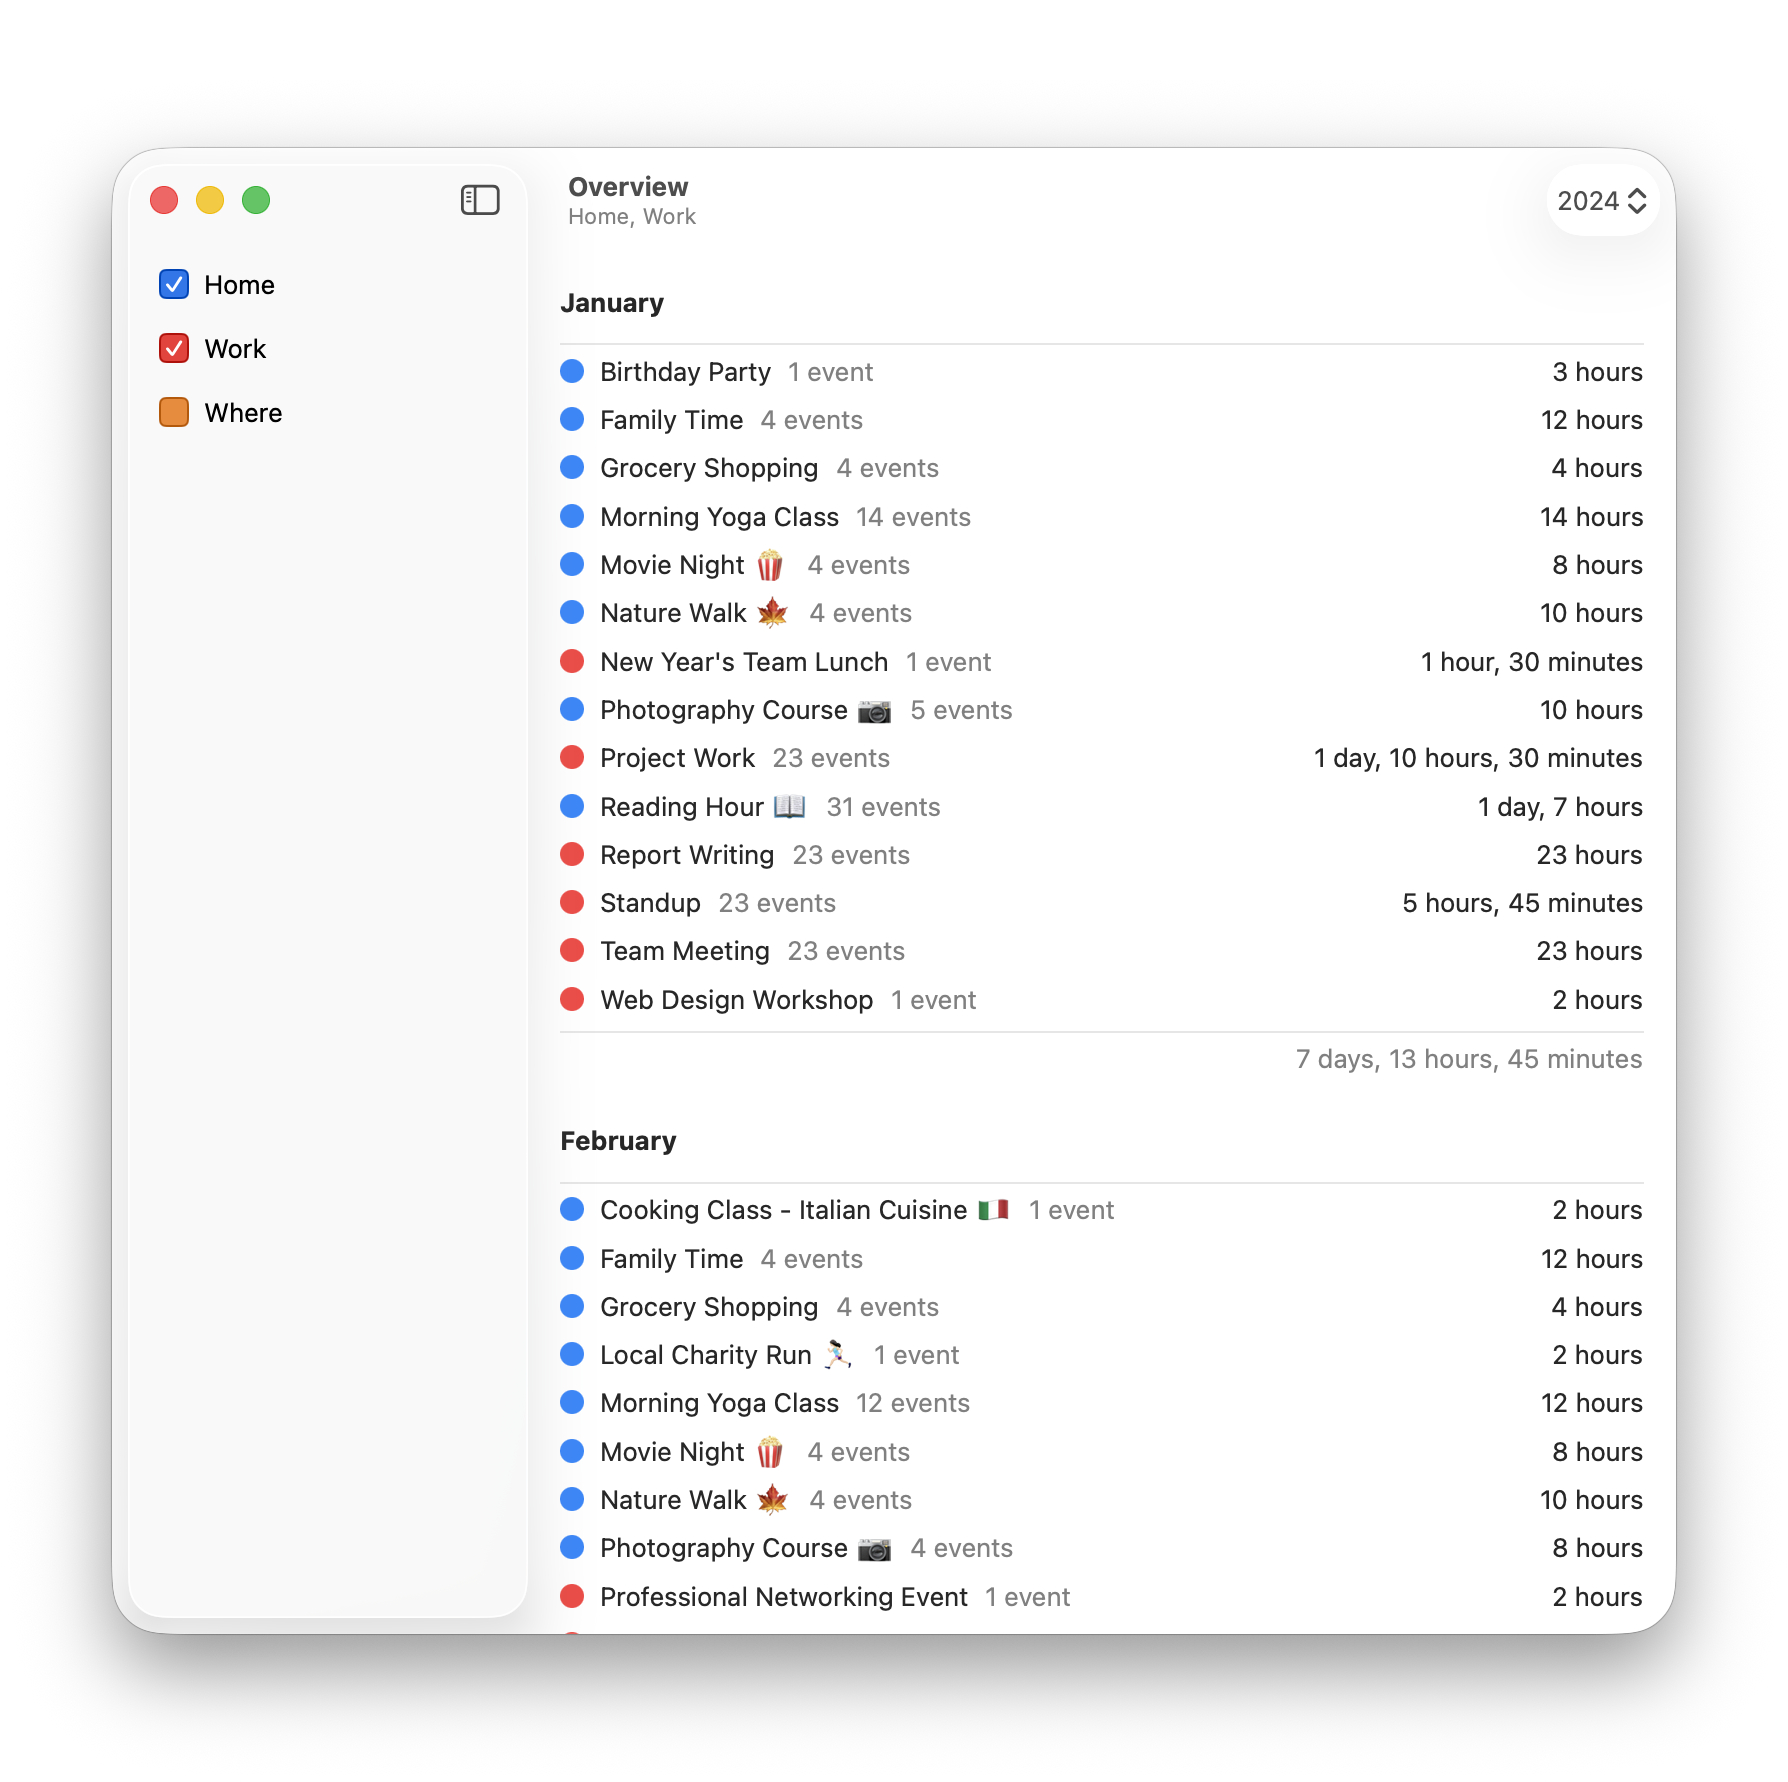 Home
Work
Where
Overview
Home, Work
2024
January
Birthday Party 1 event 3 hours
Family Time 4 events 12 hours
Grocery Shopping 4 events 4 hours
Morning Yoga Class 14 events 14 hours
Movie Night 🍿 4 events 8 hours
Nature Walk 🍁 4 events 10 hours
New Year's Team Lunch 1 event 1 hour, 30 minutes
Photography Course 📷 5 events 10 hours
Project Work 23 events 1 day, 10 hours, 30 minutes
Reading Hour 📖 31 events 1 day, 7 hours
Report Writing 23 events 23 hours
Standup 23 events 5 hours, 45 minutes
Team Meeting 23 events 23 hours
Web Design Workshop 1 event 2 hours
7 days, 13 hours, 45 minutes
February
Cooking Class - Italian Cuisine 🇮🇹 1 event 2 hours
Family Time 4 events 12 hours
Grocery Shopping 4 events 4 hours
Local Charity Run 🏃🏻‍♀️ 1 event 2 hours
Morning Yoga Class 12 events 12 hours
Movie Night 🍿 4 events 8 hours
Nature Walk 🍁 4 events 10 hours
Photography Course 📷 4 events 8 hours
Professional Networking Event 1 event 2 hours